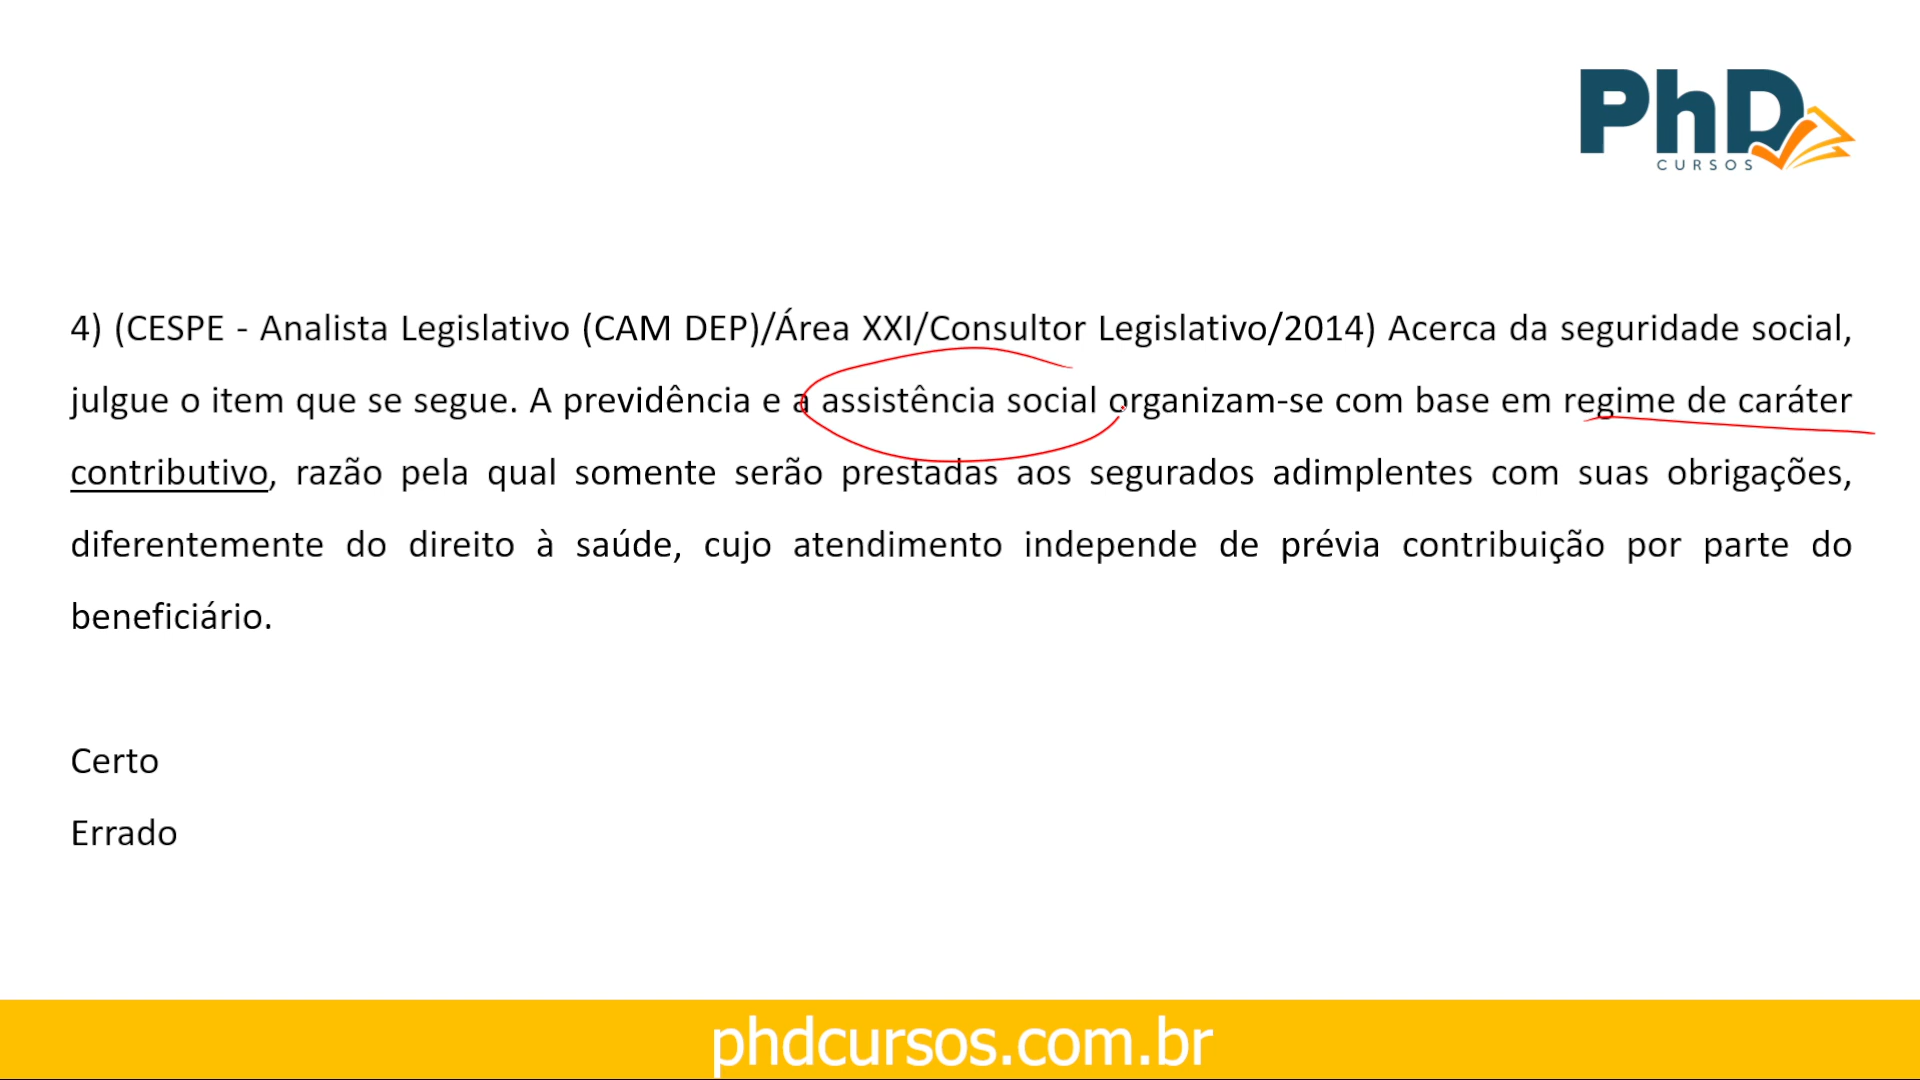 PhD
CURSOS
4) (CESPE - Analista Legislativo (CAM DEP)/Área XXI/Consultor Legislativo/2014) Acerca da seguridade social,
julgue o item que se segue. A previdência e a assistência social organizam-se com base em regime de caráter
contributivo, razão pela qual somente serão prestadas aos segurados adimplentes com suas obrigações,
diferentemente do direito à saúde, cujo atendimento independe de prévia contribuição por parte do
beneficiário.
Certo
Errado
phdcursos.com.br